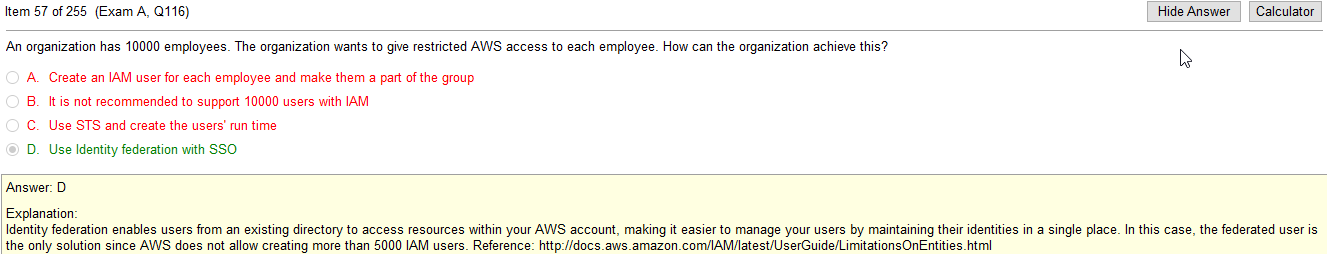 Item 57 of 255 (Exam A, Q116)
Hide Answer
Calculator
An organization has 10000 employees. The organization wants to give restricted AWS access to each employee. How can the organization achieve this?
A. Create an IAM user for each employee and make them a part of the group
B. It is not recommended to support 10000 users with IAM
C. Use STS and create the users' run time
D. Use Identity federation with SSO
Answer: D
Explanation:
Identity federation enables users from an existing directory to access resources within your AWS account, making it easier to manage your users by maintaining their identities in a single place. In this case, the federated user is
the only solution since AWS does not allow creating more than 5000 IAM users. Reference: http://docs.aws.amazon.com/IAM/latest/UserGuide/LimitationsOnEntities.html